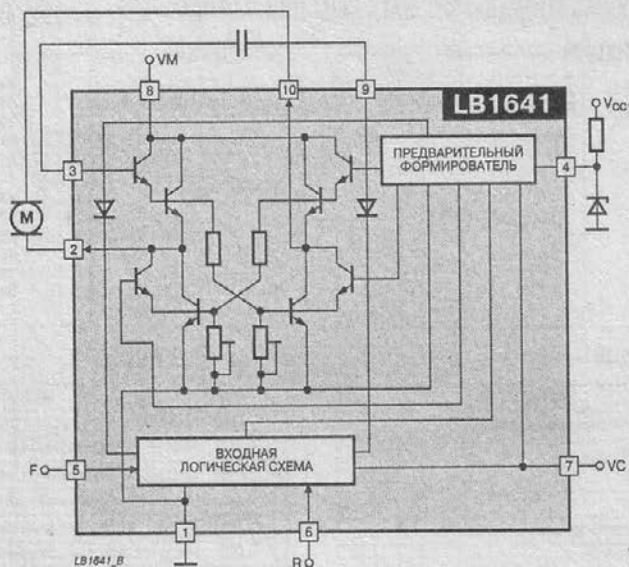 VM
8
10
9
LB1641
VCC
3
ПРЕДВАРИТЕЛЬНЫЙ
ФОРМИРОВАТЕЛЬ
4
M
2
ВХОДНАЯ
ЛОГИЧЕСКАЯ СХЕМА
F
5
7
VC
1
6
LB1641_B
R